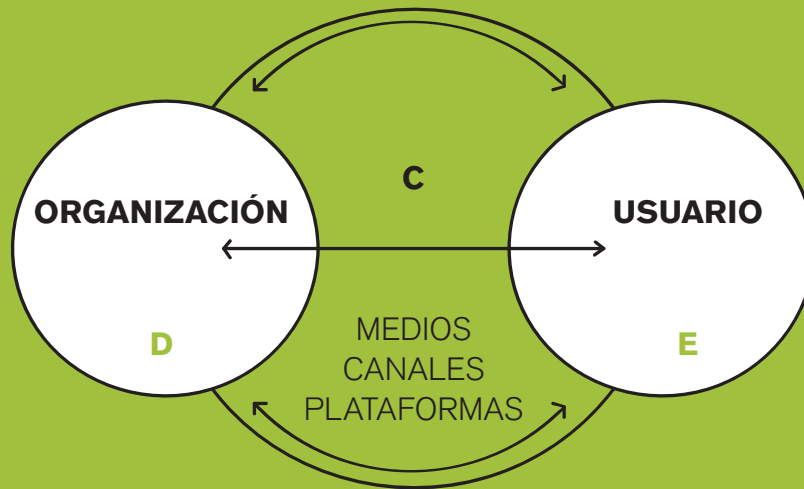 C
ORGANIZACIÓN
USUARIO
D
MEDIOS
CANALES
PLATAFORMAS
E